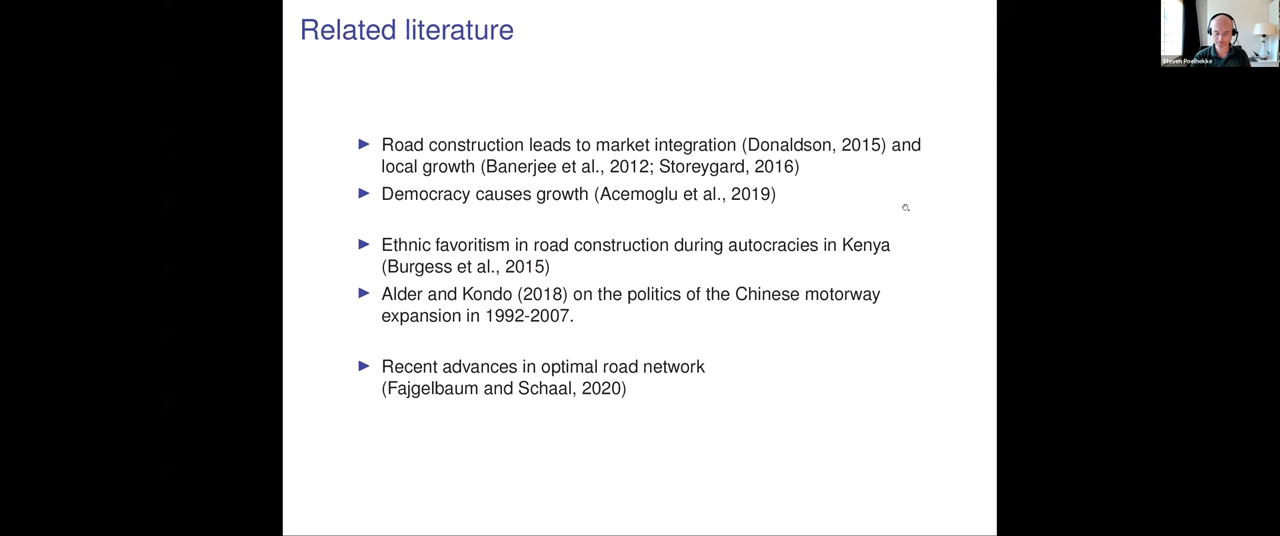 Related literature
Steven Poelhekke
► Road construction leads to market integration (Donaldson, 2015) and
local growth (Banerjee et al., 2012; Storeygard, 2016)
► Democracy causes growth (Acemoglu et al., 2019)
► Ethnic favoritism in road construction during autocracies in Kenya
(Burgess et al., 2015)
► Alder and Kondo (2018) on the politics of the Chinese motorway
expansion in 1992-2007.
► Recent advances in optimal road network
(Fajgelbaum and Schaal, 2020)